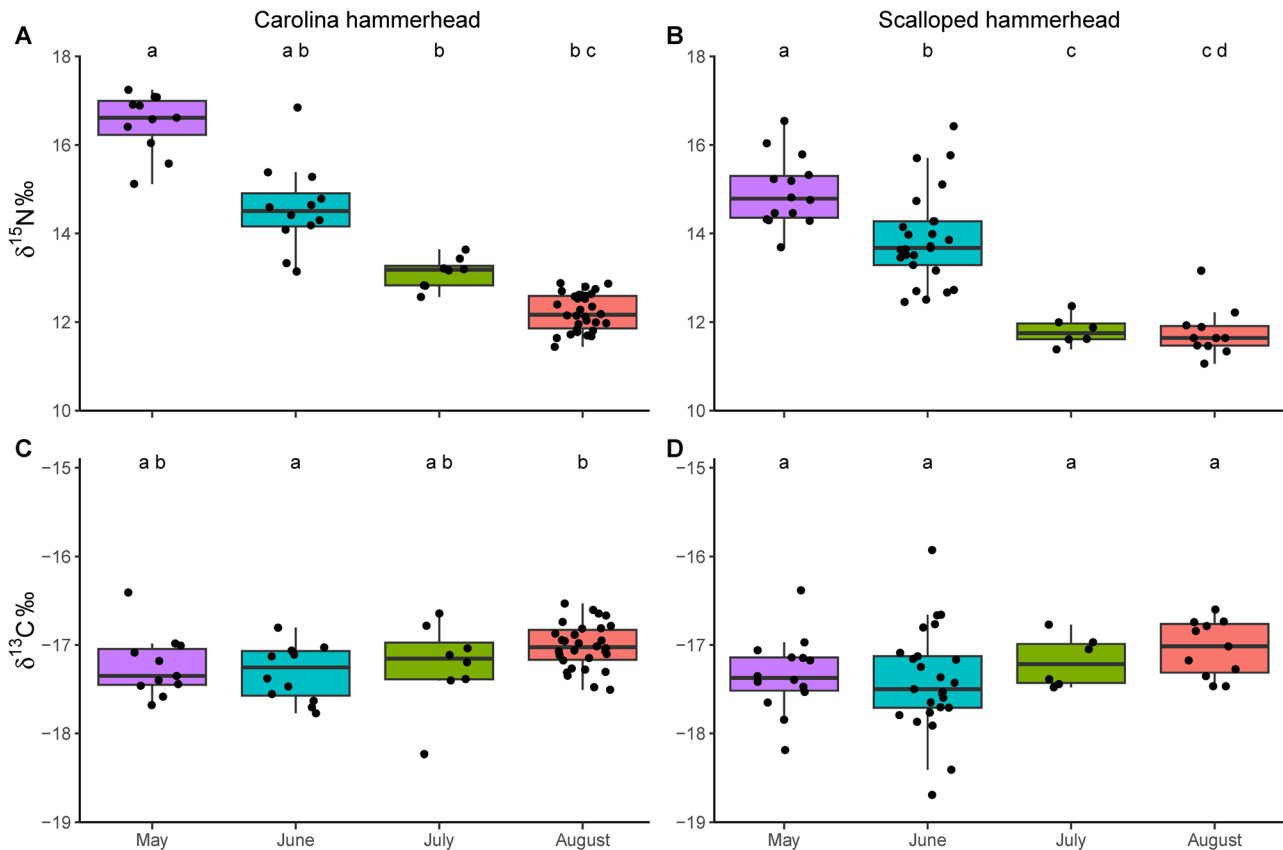 Carolina hammerhead
Scalloped hammerhead
A
B
18
a
a b
b
b c
18
a
b
c
c d
16
16
14
14
12
12
10
10
δ15N‰
C
D
−15
a b
a
a b
b
−15
a
a
a
a
−16
−16
−17
−17
−18
−18
−19
−19
δ13C‰
May
June
July
August
May
June
July
August